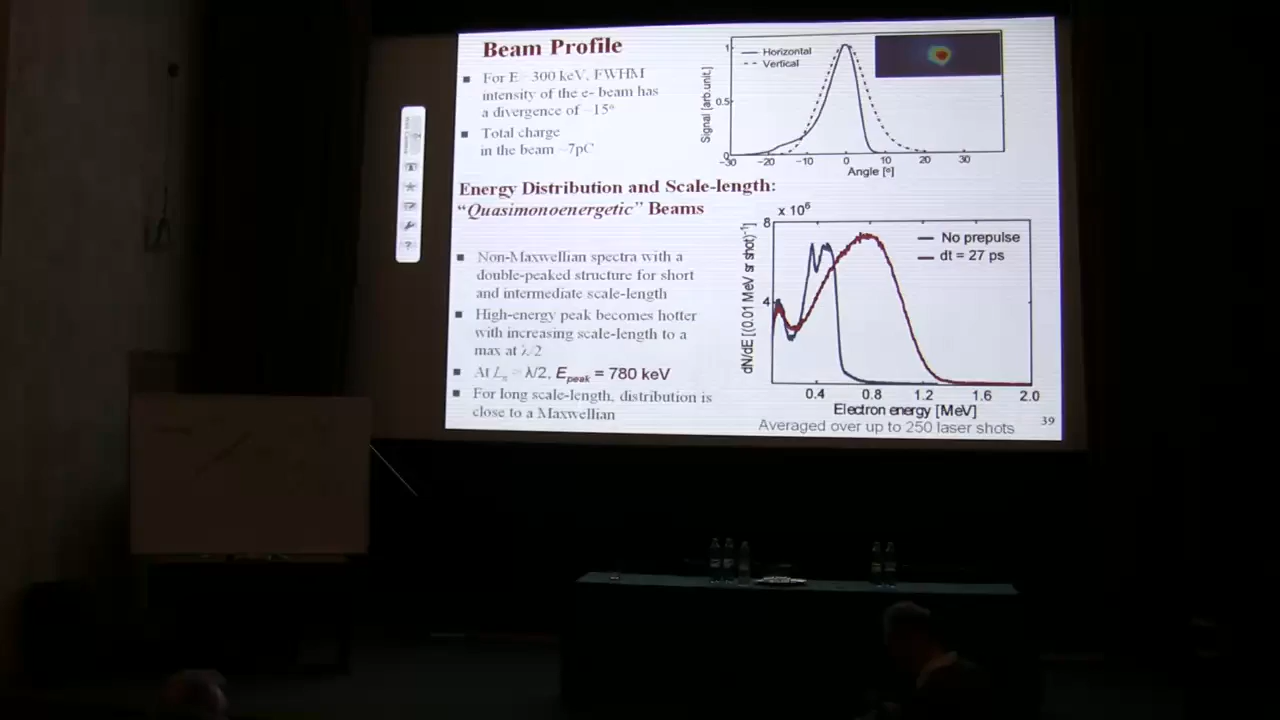 Beam Profile
For E 300 keV, FWHM
intensity of the e- beam has
a divergence of ~15°
Total charge
in the beam ~7pC
Horizontal
Vertical
Signal [arb.unit.]
1
0.5
0
-30 -20 -10 0 10 20 30
Angle [°]
Energy Distribution and Scale-length:
"Quasimonoenergetic" Beams
Non-Maxwellian spectra with a
double-peaked structure for short
and intermediate scale-length
High-energy peak becomes hotter
with increasing scale-length to a
max at λ/2
At L = λ/2, Epeak = 780 keV
For long scale-length, distribution is
close to a Maxwellian
x 10⁶
8
4
dN/dE [(0.01 MeV sr shot)⁻¹]
No prepulse
dt = 27 ps
0.4 0.8 1.2 1.6 2.0
Electron energy [MeV]
Averaged over up to 250 laser shots
39